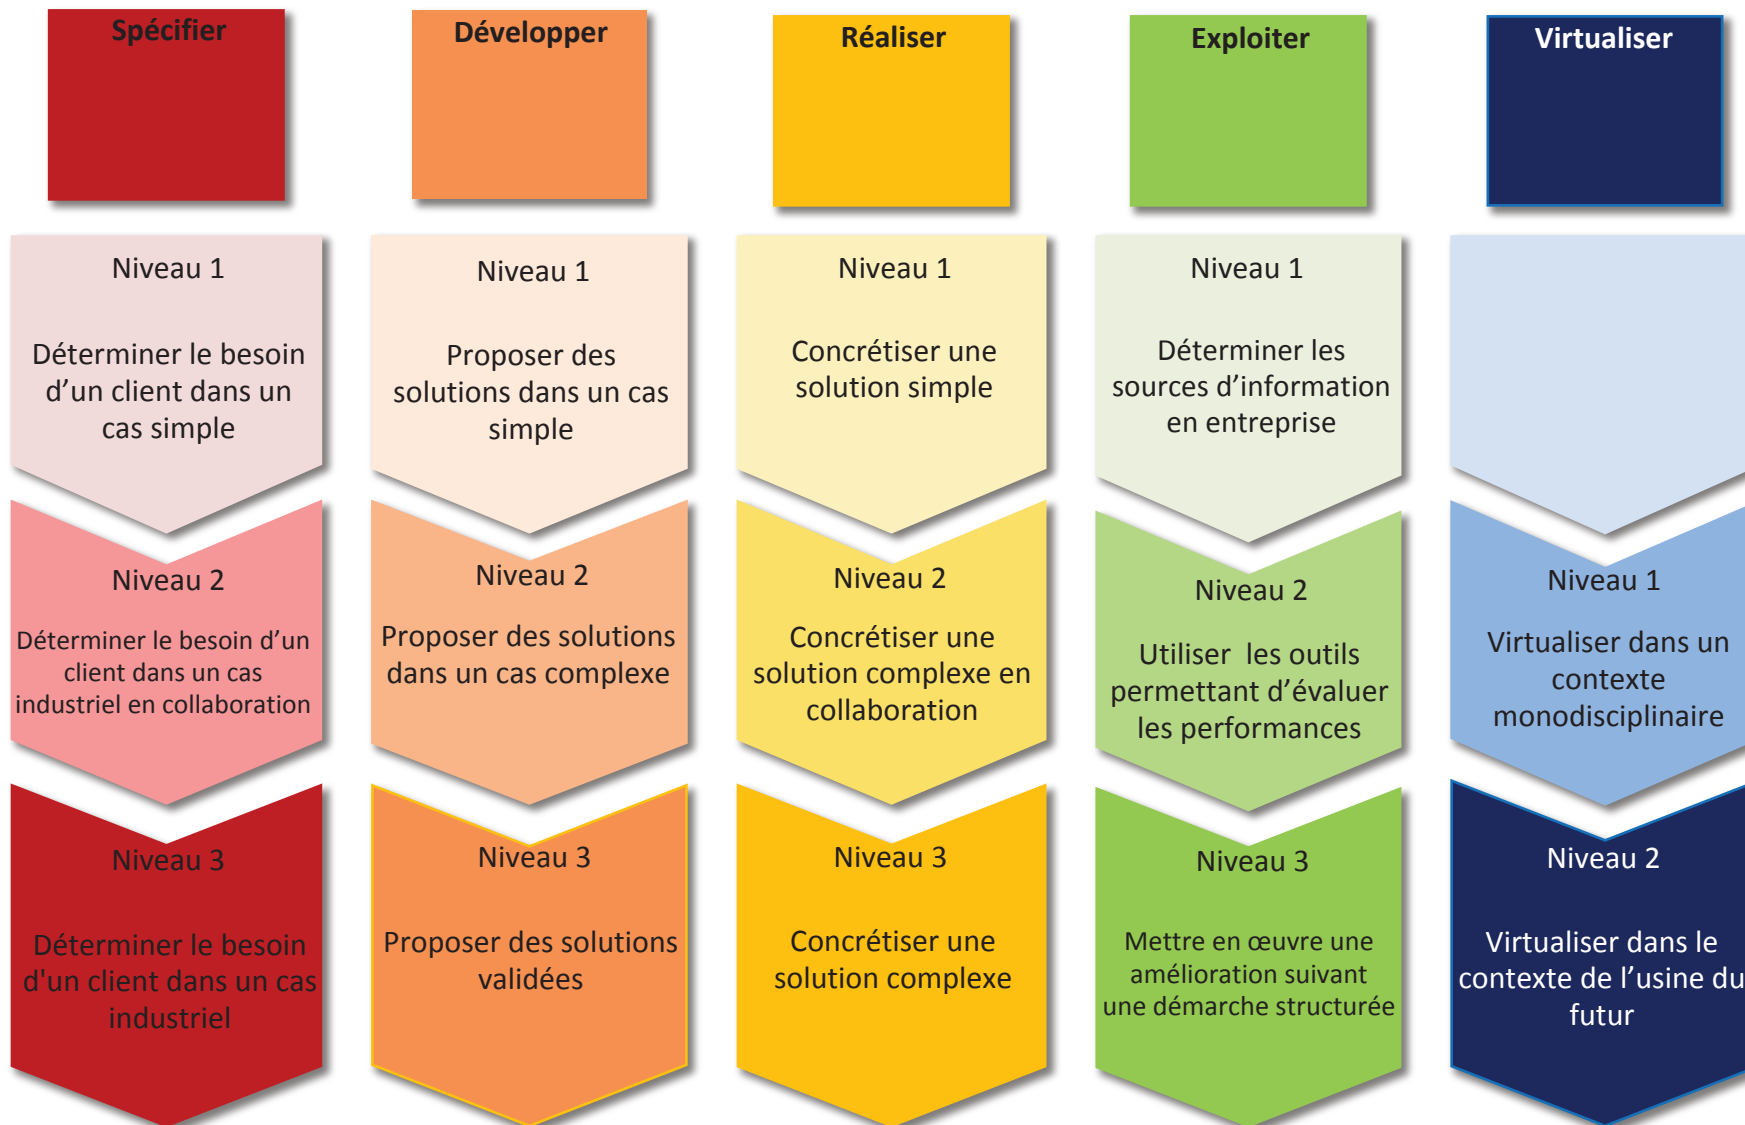 Spécifier
Développer
Réaliser
Exploiter
Virtualiser
Niveau 1
Déterminer le besoin
d’un client dans un
cas simple
Niveau 1
Proposer des
solutions dans un cas
simple
Niveau 1
Concrétiser une
solution simple
Niveau 1
Déterminer les
sources d’information
en entreprise
Niveau 2
Déterminer le besoin d’un
client dans un cas
industriel en collaboration
Niveau 2
Proposer des solutions
dans un cas complexe
Niveau 2
Concrétiser une
solution complexe en
collaboration
Niveau 2
Utiliser les outils
permettant d’évaluer
les performances
Niveau 1
Virtualiser dans un
contexte
monodisciplinaire
Niveau 3
Déterminer le besoin
d'un client dans un cas
industriel
Niveau 3
Proposer des solutions
validées
Niveau 3
Concrétiser une
solution complexe
Niveau 3
Mettre en œuvre une
amélioration suivant
une démarche structurée
Niveau 2
Virtualiser dans le
contexte de l’usine du
futur